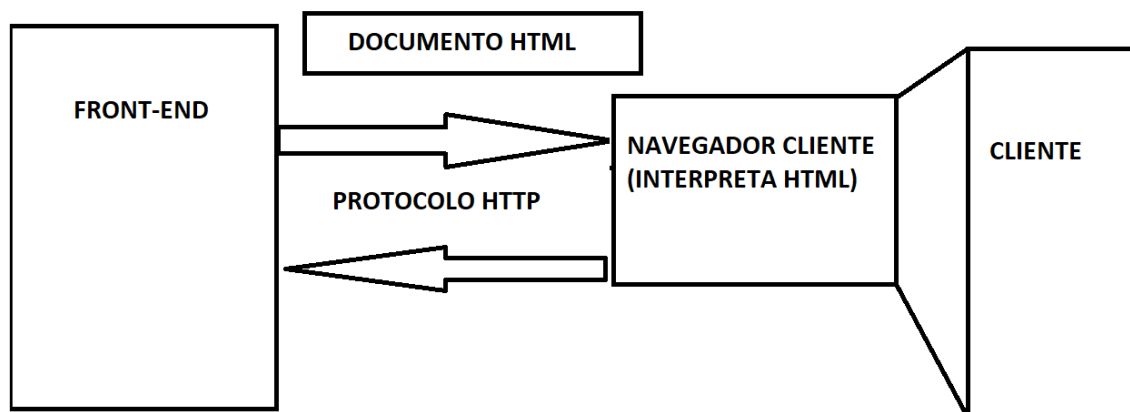 DOCUMENTO HTML
FRONT-END
NAVEGADOR CLIENTE
(INTERPRETA HTML)
CLIENTE
PROTOCOLO HTTP